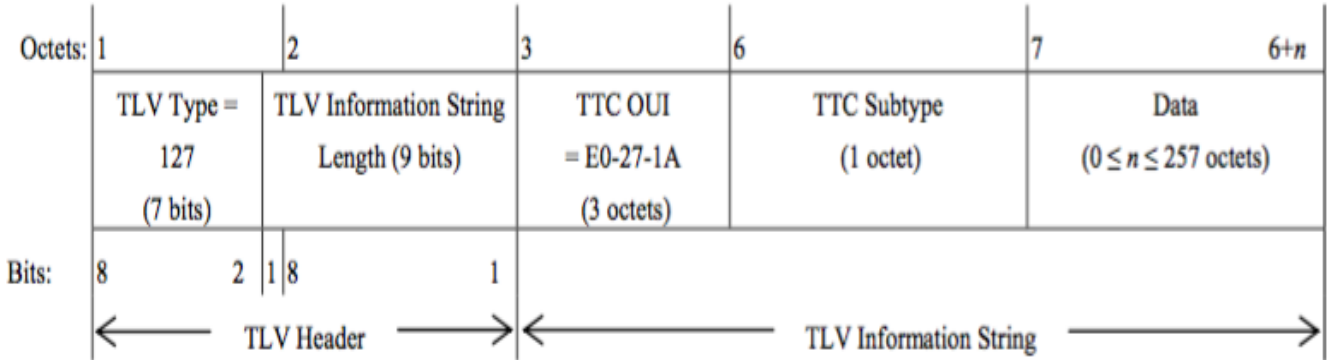 Octets: 1 2 3 6 7 6+n
TLV Type = TLV Information String TTC OUI TTC Subtype Data
127 Length (9 bits) = E0-27-1A (1 octet) (0 ≤ n ≤ 257 octets)
(7 bits) (3 octets)
Bits: 8 2 1 8 1
TLV Header TLV Information String